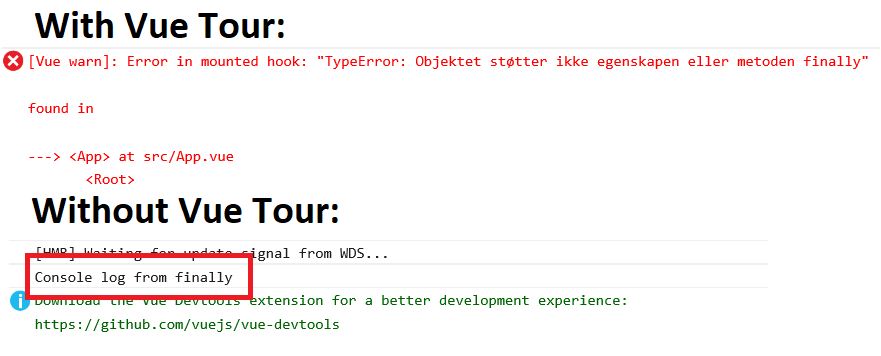 With Vue Tour:
[Vue warn]: Error in mounted hook: "TypeError: Objektet støtter ikke egenskapen eller metoden finally"
found in
---> <App> at src/App.vue
<Root>
Without Vue Tour:
[HMR] Waiting for update signal from WDS...
Console log from finally
Download the Vue Devtools extension for a better development experience:
https://github.com/vuejs/vue-devtools